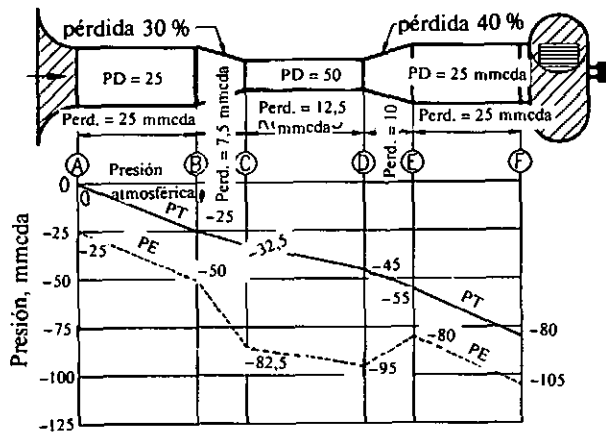 pérdida 30 %
pérdida 40 %
PD = 25
PD = 50
PD = 25 mmcda
Perd. = 25 mmcda
Perd. = 7,5 mmcda
Perd. = 12,5
mmcda
Perd. = 10
Perd. = 25 mmcda
A
B
C
D
E
F
Presión
atmosférica
Presión, mmcda
0
-25
-50
-75
-100
-125
0
PT
-25
-32,5
-45
-55
PT
-80
-25
PE
-50
-82,5
-95
-80
PE
-105